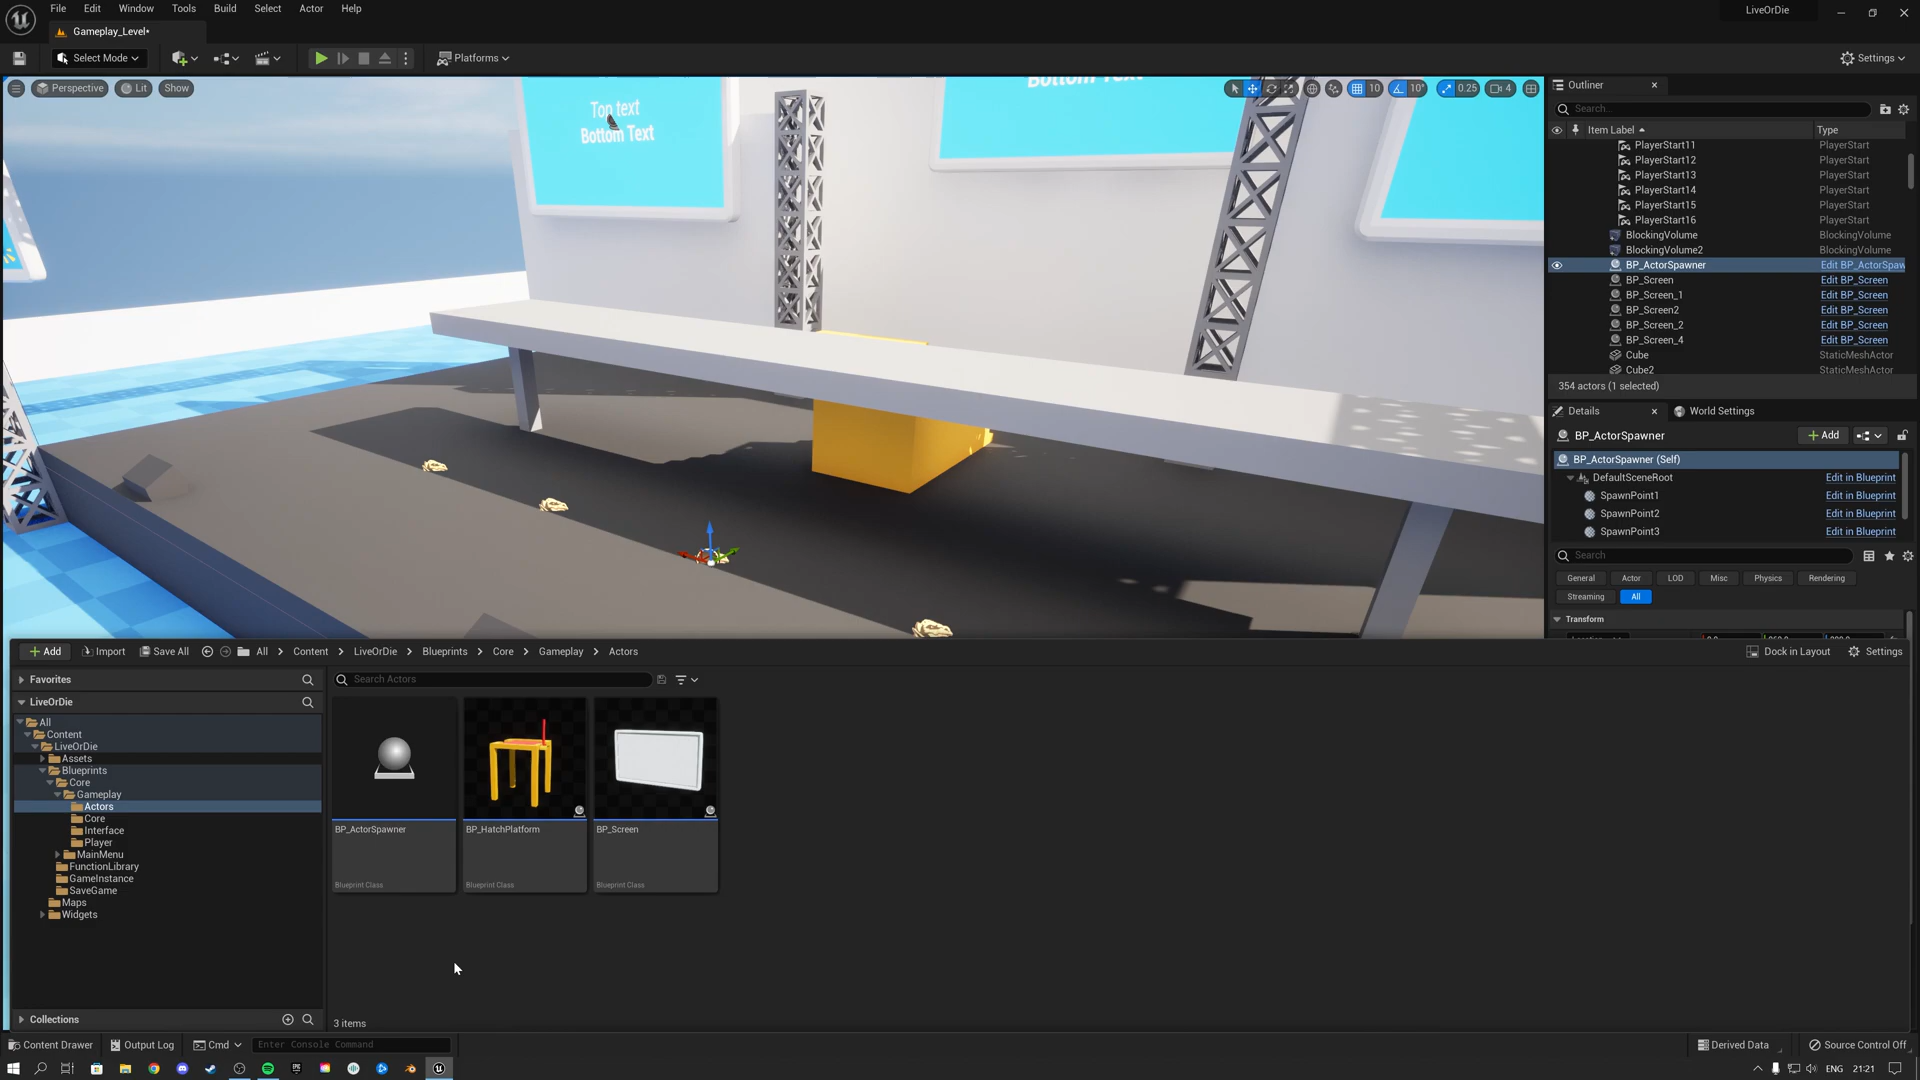 File Edit Window Tools Build Select Actor Help
LiveOrDie
Gameplay_Level*
Select Mode
Platforms
Settings
Perspective
Lit
Show
10
10°
0.25
4
Top text
Bottom Text
Bottom Text
Outliner
Search...
Item Label
Type
PlayerStart11 PlayerStart
PlayerStart12 PlayerStart
PlayerStart13 PlayerStart
PlayerStart14 PlayerStart
PlayerStart15 PlayerStart
PlayerStart16 PlayerStart
BlockingVolume BlockingVolume
BlockingVolume2 BlockingVolume
BP_ActorSpawner Edit BP_ActorSpaw
BP_Screen Edit BP_Screen
BP_Screen_1 Edit BP_Screen
BP_Screen2 Edit BP_Screen
BP_Screen_2 Edit BP_Screen
BP_Screen_4 Edit BP_Screen
Cube StaticMeshActor
Cube2 StaticMeshActor
354 actors (1 selected)
Details
World Settings
BP_ActorSpawner
Add
BP_ActorSpawner (Self)
DefaultSceneRoot Edit in Blueprint
SpawnPoint1 Edit in Blueprint
SpawnPoint2 Edit in Blueprint
SpawnPoint3 Edit in Blueprint
Search
General Actor LOD Misc Physics Rendering
Streaming All
Transform
Add Import Save All All Content LiveOrDie Blueprints Core Gameplay Actors
Dock in Layout Settings
Favorites
LiveOrDie
All
Content
LiveOrDie
Assets
Blueprints
Core
Gameplay
Actors
Core
Interface
Player
MainMenu
FunctionLibrary
GameInstance
SaveGame
Maps
Widgets
Collections
Search Actors
BP_ActorSpawner
Blueprint Class
BP_HatchPlatform
Blueprint Class
BP_Screen
Blueprint Class
3 items
Content Drawer
Output Log
Cmd
Enter Console Command
Derived Data
Source Control Off
ENG
21:21